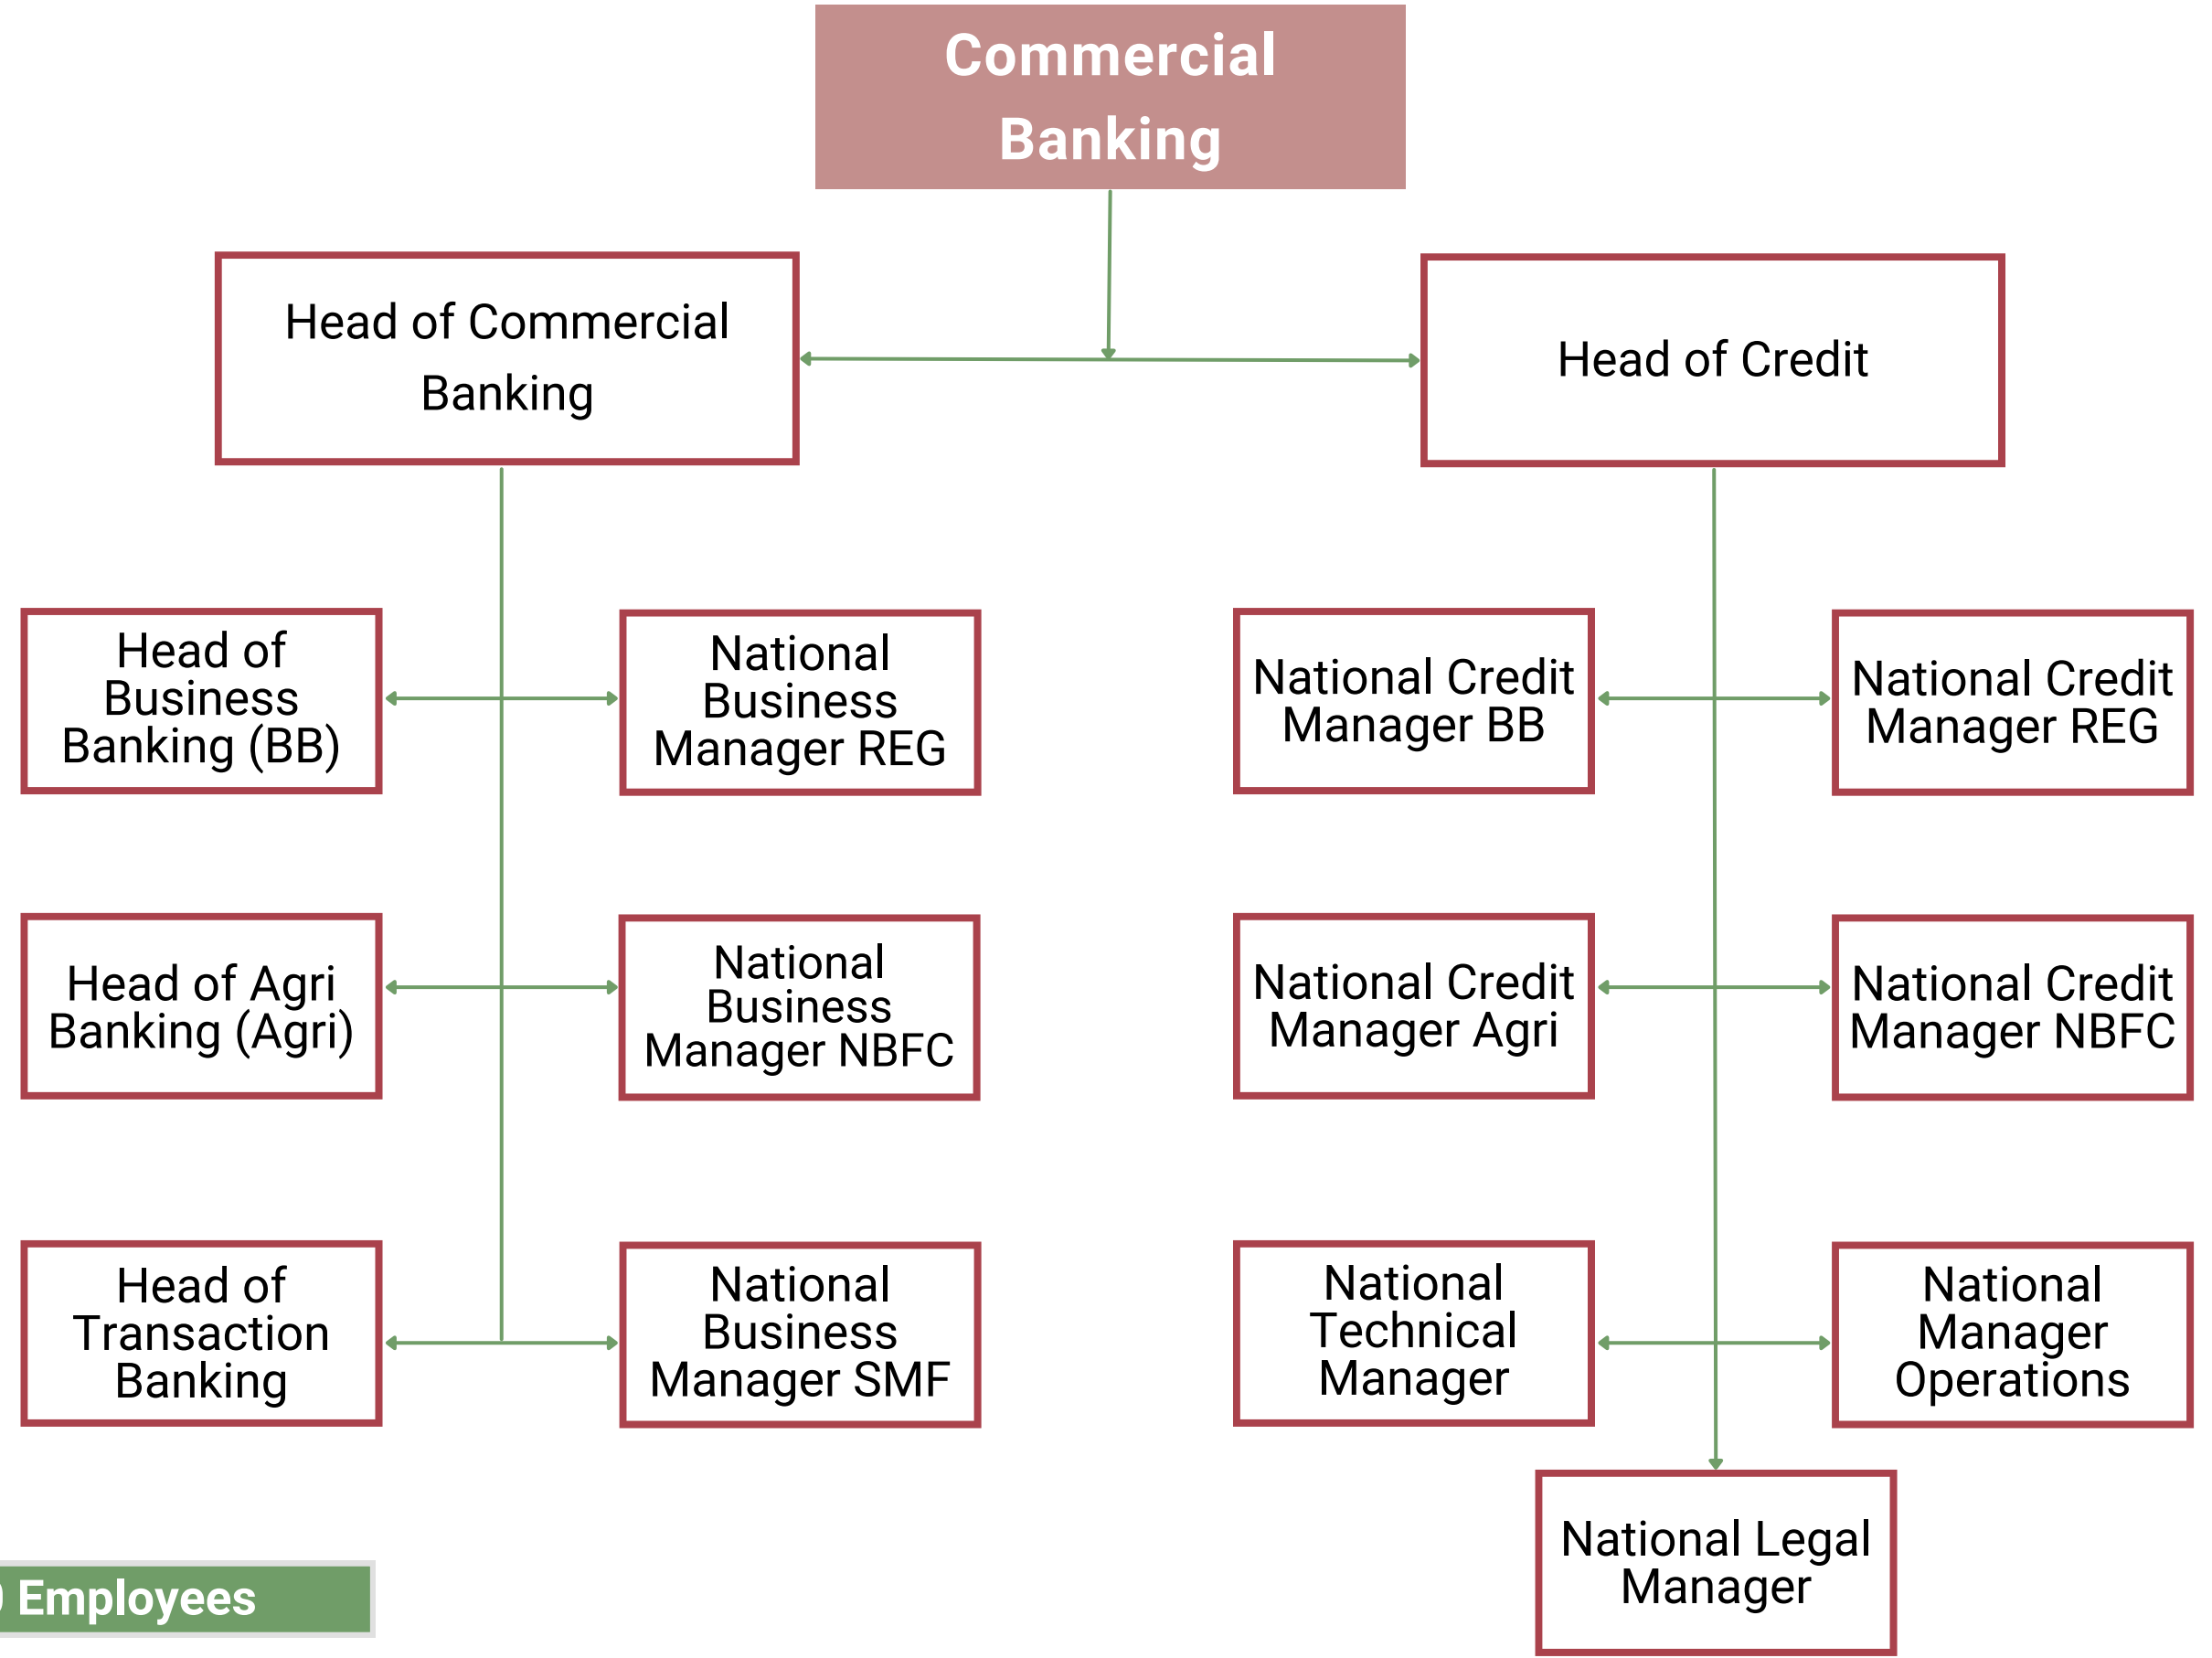 Commercial
Banking
Head of Commercial
Banking
Head of Credit
Head of
Business
Banking (BB)
National
Business
Manager REG
National Credit
Manager BB
National Credit
Manager REG
Head of Agri
Banking (Agri)
National
Business
Manager NBFC
National Credit
Manager Agri
National Credit
Manager NBFC
Head of
Transaction
Banking
National
Business
Manager SMF
National
Technical
Manager
National
Manager
Operations
National Legal
Manager
Employees